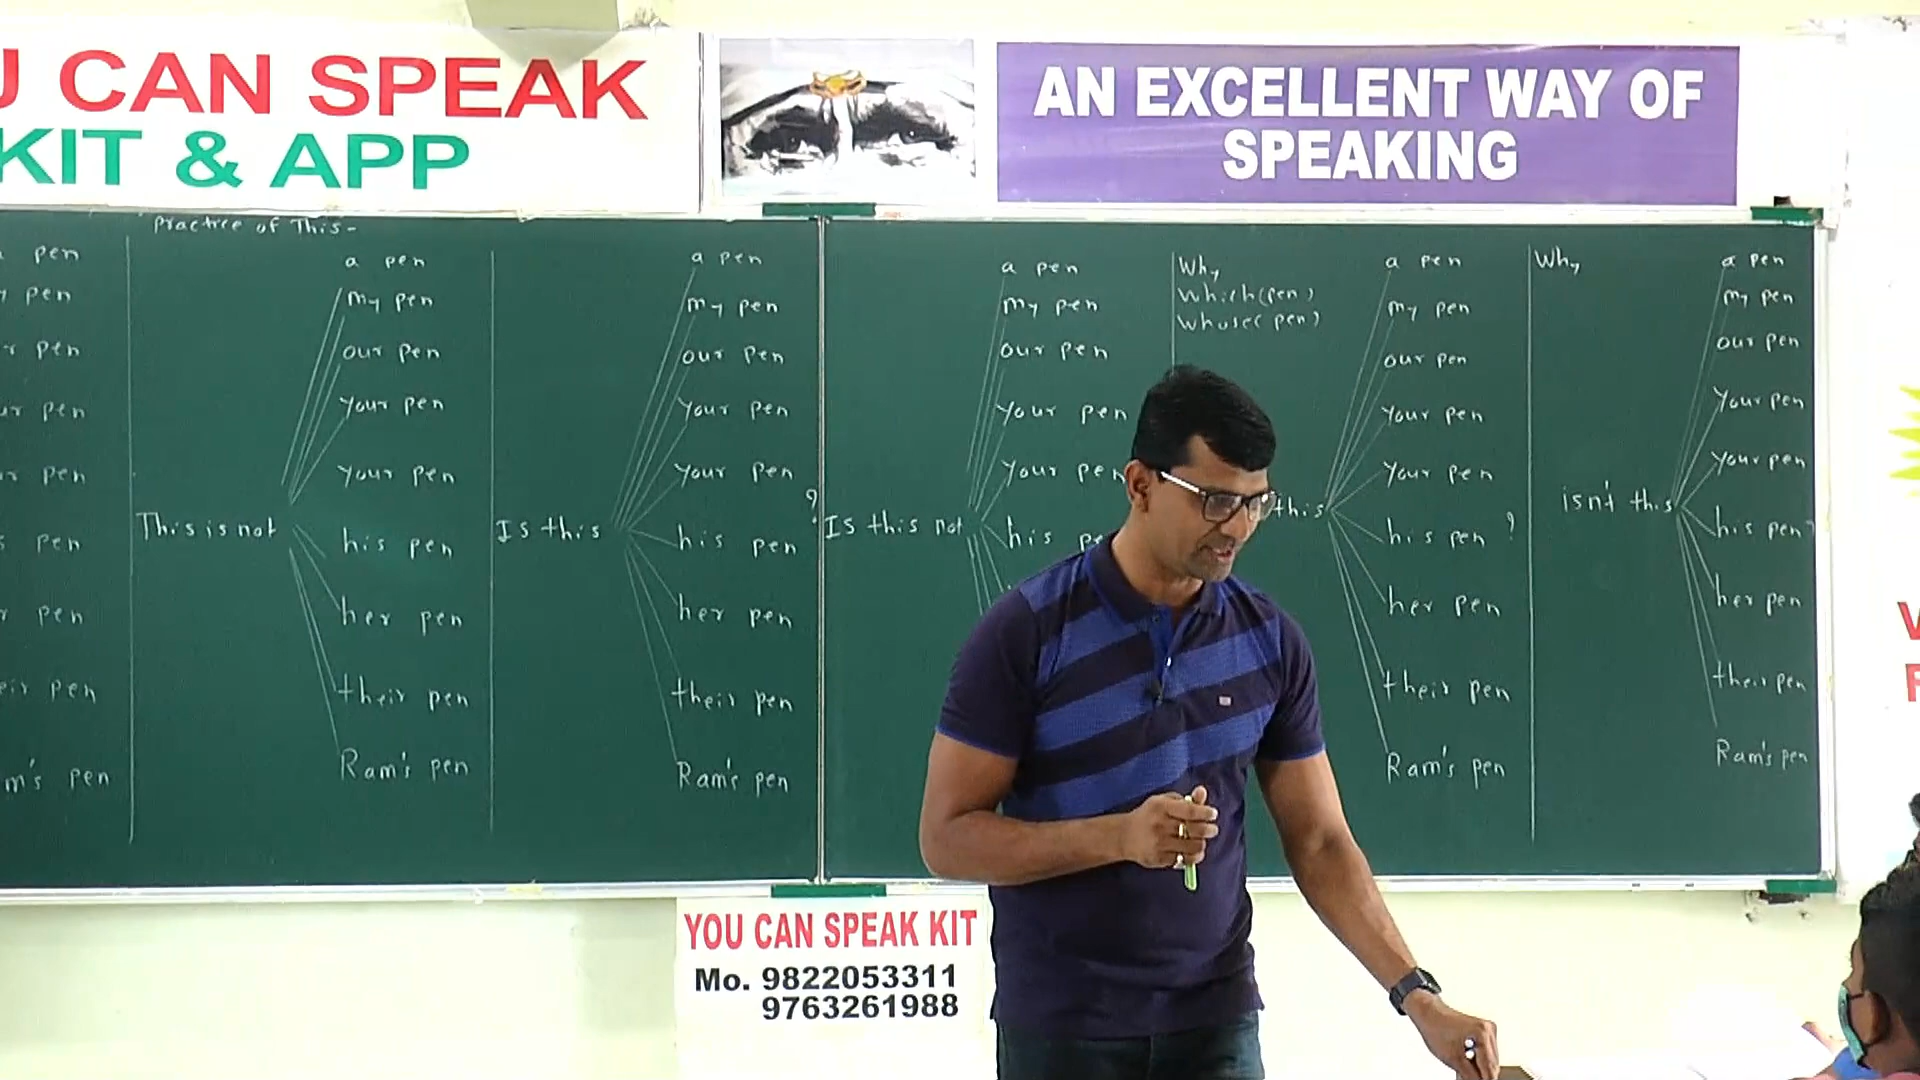 CAN SPEAK
KIT & APP
AN EXCELLENT WAY OF
SPEAKING
Practice of This-
pen
pen
pen
pen
pen
pen
pen
pen
pen
This is not
a pen
my pen
our pen
your pen
your pen
his pen
her pen
their pen
Ram's pen
Is this
a pen
my pen
our pen
your pen
your pen
his pen
her pen
their pen
Ram's pen
?
Is this not
a pen
my pen
our pen
your pen
your pen
his
Why
Which (pen)
Whose (pen)
this
a pen
my pen
our pen
your pen
your pen
his pen ?
her pen
their pen
Ram's pen
Why
isn't this
a pen
my pen
our pen
your pen
your pen
his pen ?
her pen
their pen
Ram's pen
YOU CAN SPEAK KIT
Mo. 9822053311
9763261988